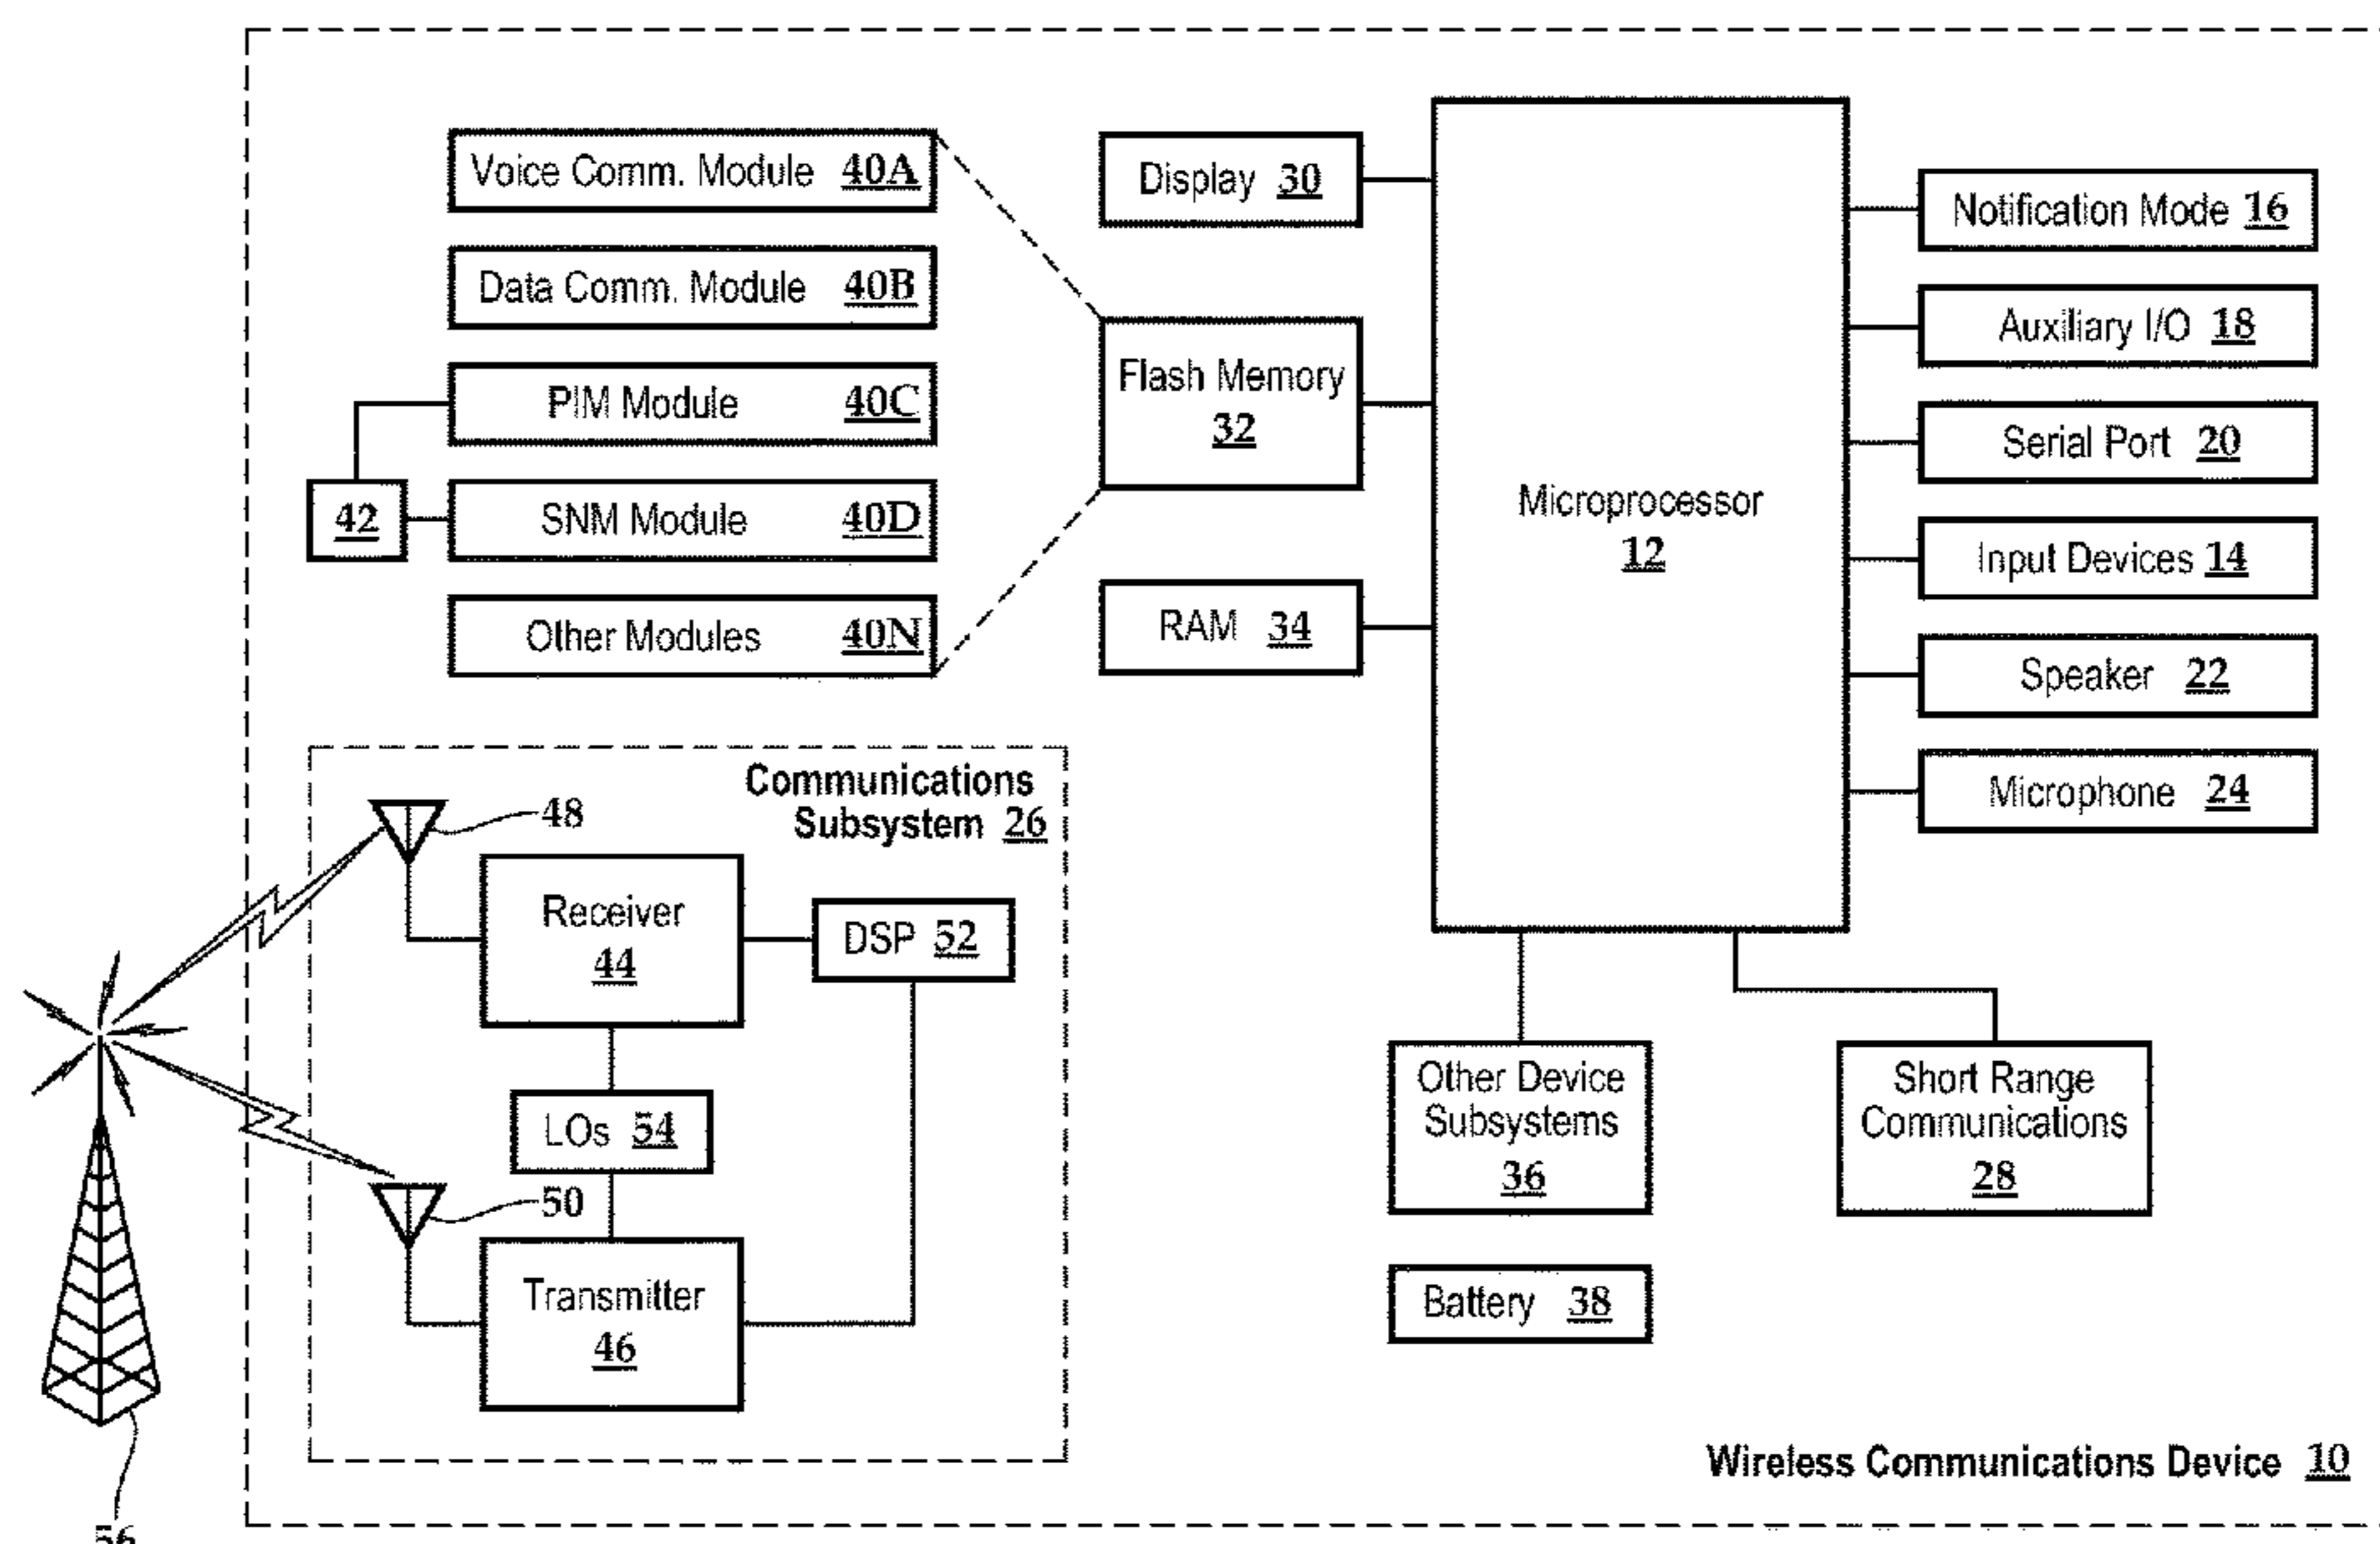 Voice Comm. Module 40A
Data Comm. Module 40B
PIM Module 40C
42
SNM Module 40D
Other Modules 40N
Display 30
Flash Memory
32
RAM 34
Microprocessor
12
Notification Mode 16
Auxiliary I/O 18
Serial Port 20
Input Devices 14
Speaker 22
Microphone 24
Communications
Subsystem 26
48
Receiver
44
DSP 52
LOs 54
50
Transmitter
46
56
Other Device
Subsystems
36
Short Range
Communications
28
Battery 38
Wireless Communications Device 10